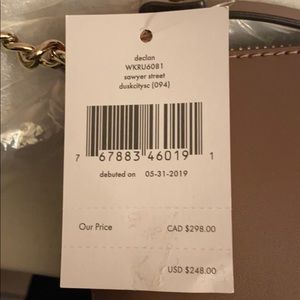 declan
WKRU6081
sawyer street
duskcitysc (094)
7 67883 46019 1
debuted on 05-31-2019
Our Price CAD $298.00
USD $248.00